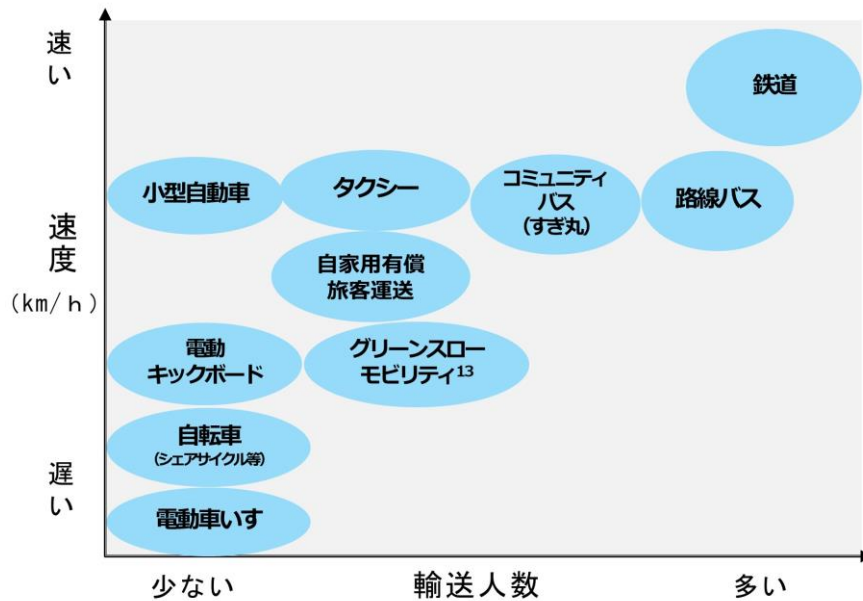 速い
鉄道
小型自動車
タクシー
コミュニティ
バス
(すぎ丸)
路線バス
速度
(km/h)
自家用有償
旅客運送
電動
キックボード
グリーンスロー
モビリティ13
自転車
(シェアサイクル等)
遅い
電動車いす
少ない
輸送人数
多い